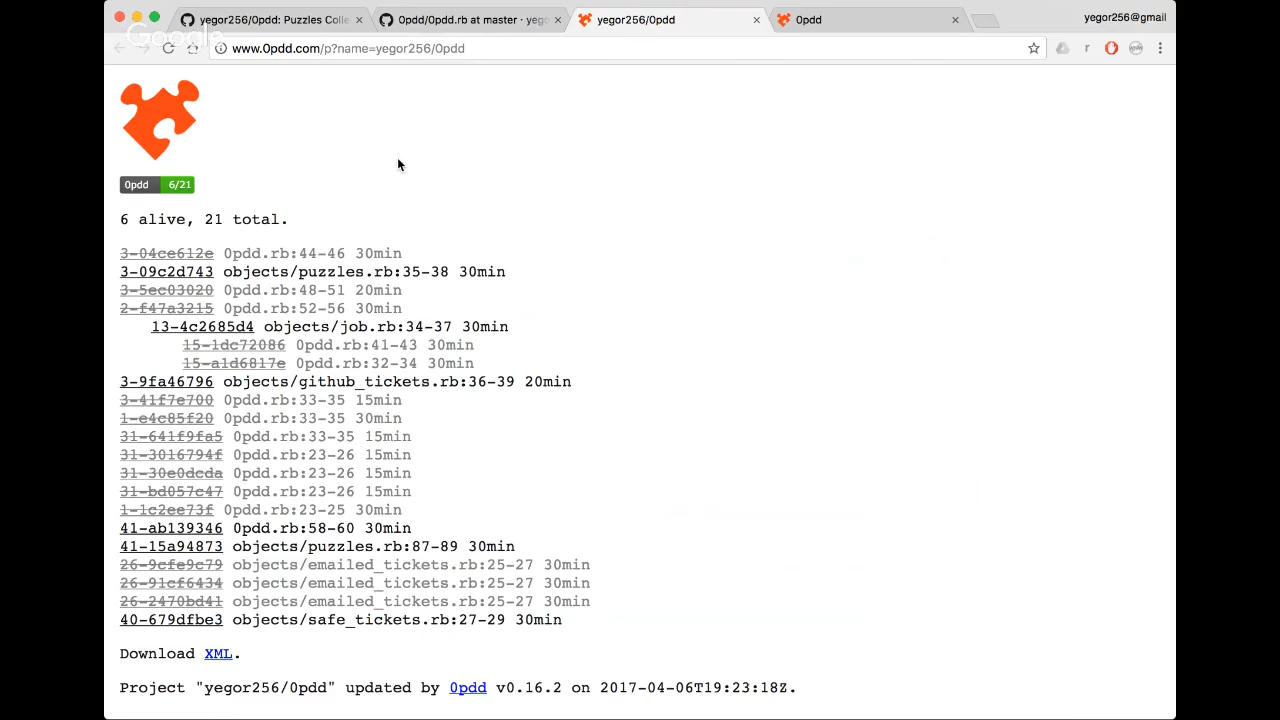 yegor256/0pdd: Puzzles Colle
0pdd/0pdd.rb at master · yego
yegor256/0pdd
0pdd
yegor256@gmail
Google
www.0pdd.com/p?name=yegor256/0pdd
0pdd 6/21
6 alive, 21 total.
3-04ce612e 0pdd.rb:44-46 30min
3-09c2d743 objects/puzzles.rb:35-38 30min
3-5ec03020 0pdd.rb:48-51 20min
2-f47a3215 0pdd.rb:52-56 30min
13-4c2685d4 objects/job.rb:34-37 30min
15-1dc72086 0pdd.rb:41-43 30min
15-a1d6817e 0pdd.rb:32-34 30min
3-9fa46796 objects/github_tickets.rb:36-39 20min
3-41f7e700 0pdd.rb:33-35 15min
1-e4c85f20 0pdd.rb:33-35 30min
31-641f9fa5 0pdd.rb:33-35 15min
31-3016794f 0pdd.rb:23-26 15min
31-30e0dcda 0pdd.rb:23-26 15min
31-bd057c47 0pdd.rb:23-26 15min
1-1c2ee73f 0pdd.rb:23-25 30min
41-ab139346 0pdd.rb:58-60 30min
41-15a94873 objects/puzzles.rb:87-89 30min
26-9cfe9c79 objects/emailed_tickets.rb:25-27 30min
26-91cf6434 objects/emailed_tickets.rb:25-27 30min
26-2470bd41 objects/emailed_tickets.rb:25-27 30min
40-679dfbe3 objects/safe_tickets.rb:27-29 30min
Download XML.
Project "yegor256/0pdd" updated by 0pdd v0.16.2 on 2017-04-06T19:23:18Z.